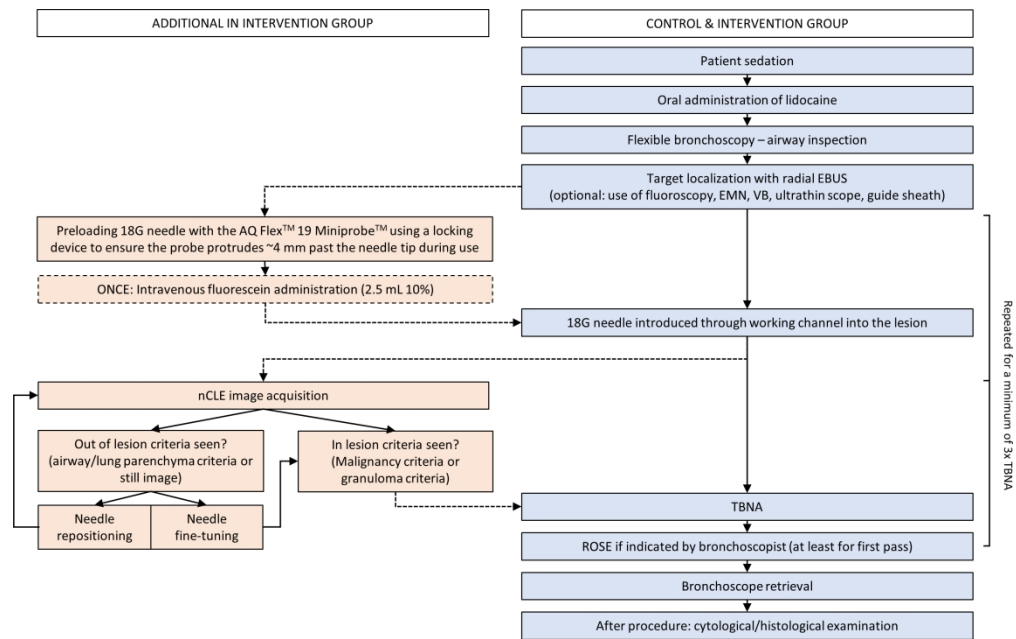 ADDITIONAL IN INTERVENTION GROUP
CONTROL & INTERVENTION GROUP
Patient sedation
Oral administration of lidocaine
Flexible bronchoscopy – airway inspection
Target localization with radial EBUS
(optional: use of fluoroscopy, EMN, VB, ultrathin scope, guide sheath)
Preloading 18G needle with the AQ Flex™ 19 Miniprobe™ using a locking
device to ensure the probe protrudes ~4 mm past the needle tip during use
ONCE: Intravenous fluorescein administration (2.5 mL 10%)
18G needle introduced through working channel into the lesion
nCLE image acquisition
Out of lesion criteria seen?
(airway/lung parenchyma criteria or
still image)
In lesion criteria seen?
(Malignancy criteria or
granuloma criteria)
Needle
repositioning
Needle
fine-tuning
TBNA
ROSE if indicated by bronchoscopist (at least for first pass)
Repeated for a minimum of 3x TBNA
Bronchoscope retrieval
After procedure: cytological/histological examination